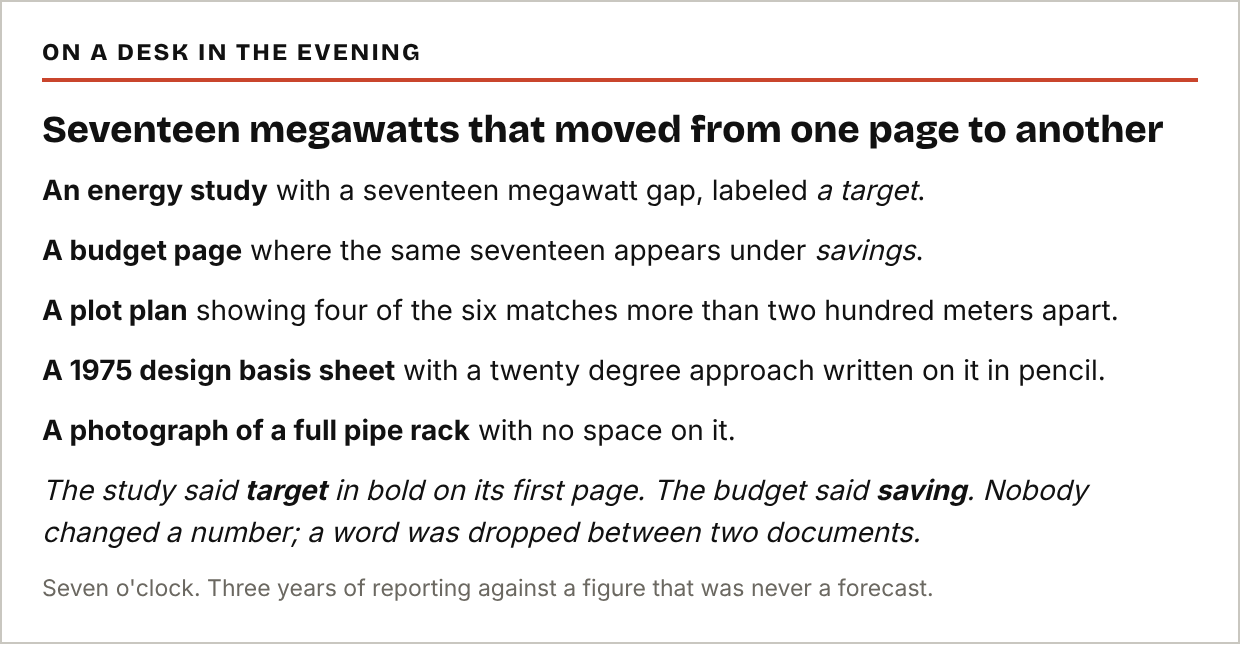 ON A DESK IN THE EVENING
Seventeen megawatts that moved from one page to another
An energy study with a seventeen megawatt gap, labeled a target.
A budget page where the same seventeen appears under savings.
A plot plan showing four of the six matches more than two hundred meters apart.
A 1975 design basis sheet with a twenty degree approach written on it in pencil.
A photograph of a full pipe rack with no space on it.
The study said target in bold on its first page. The budget said saving. Nobody
changed a number; a word was dropped between two documents.
Seven o'clock. Three years of reporting against a figure that was never a forecast.